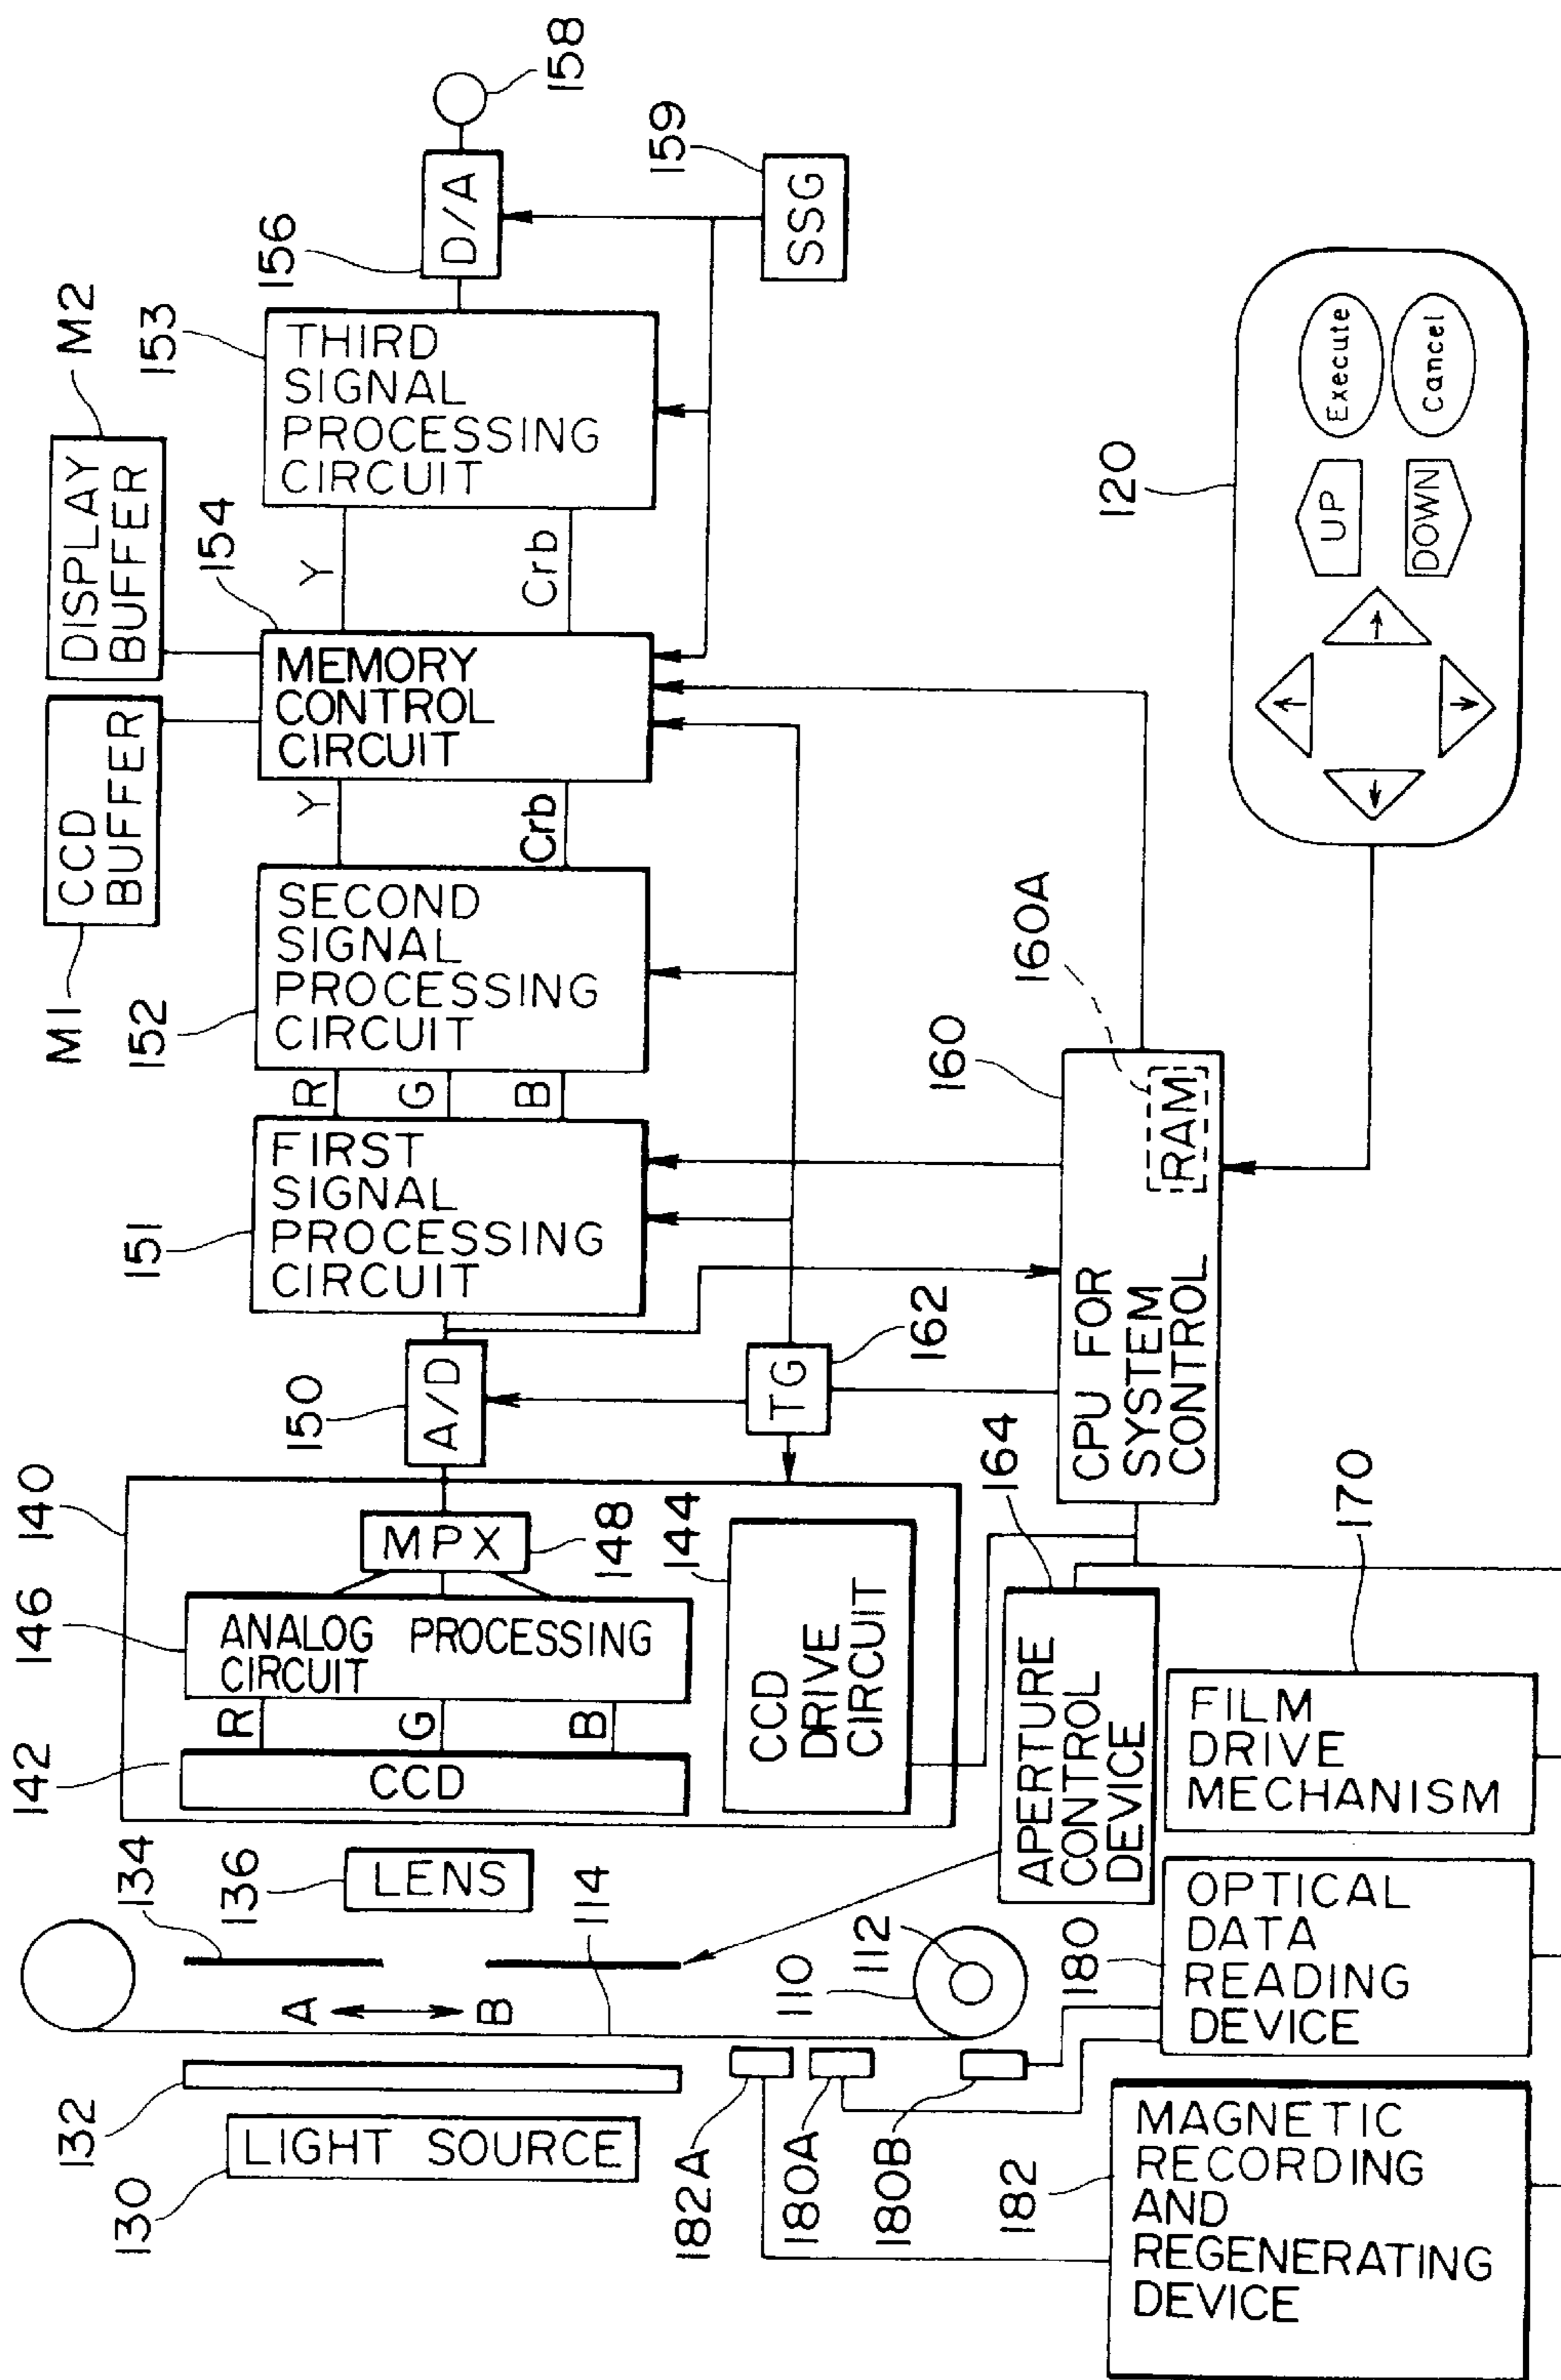 158
D/A
156
159
SSG
M2
153
DISPLAY
BUFFER
THIRD
SIGNAL
PROCESSING
CIRCUIT
154
Y
Crb
MEMORY
CONTROL
CIRCUIT
CCD
BUFFER
M1
Y
Crb
152
SECOND
SIGNAL
PROCESSING
CIRCUIT
R
G
B
151
FIRST
SIGNAL
PROCESSING
CIRCUIT
150
A/D
TG
162
120
UP
DOWN
Execute
Cancel
↑
←
→
↓
160
160A
RAM
CPU FOR
SYSTEM
CONTROL
140
146
142
MPX
148
ANALOG PROCESSING
CIRCUIT
R
G
B
CCD
144
CCD
DRIVE
CIRCUIT
164
APERTURE
CONTROL
DEVICE
170
FILM
DRIVE
MECHANISM
134
136
LENS
114
A
B
110
112
132
130
LIGHT SOURCE
182A
180A
180B
180
OPTICAL
DATA
READING
DEVICE
182
MAGNETIC
RECORDING
AND
REGENERATING
DEVICE